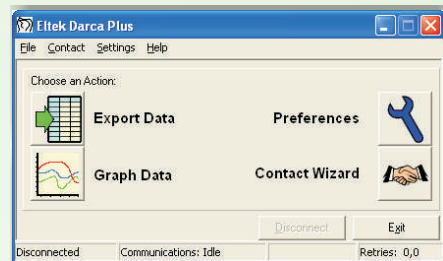 Eltek Darca Plus
File Contact Settings Help
Choose an Action:
Export Data Preferences
Graph Data Contact Wizard
Disconnect Exit
Disconnected Communications: Idle Retries: 0,0